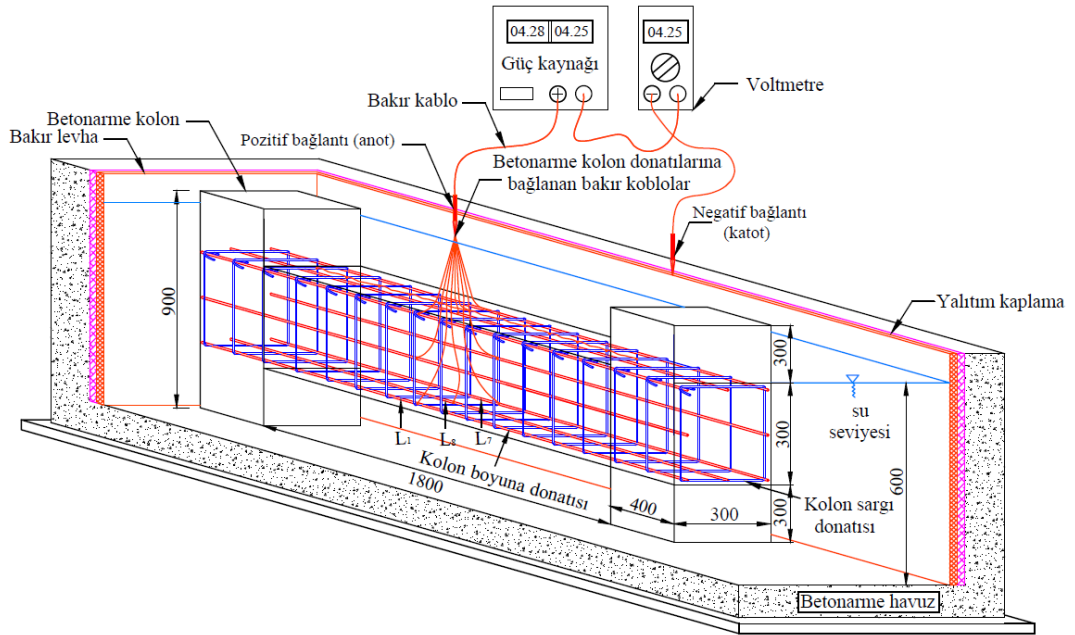 04.28 04.25
Güç kaynağı
04.25
Voltmetre
Bakır kablo
Betonarme kolon
Bakır levha
Pozitif bağlantı (anot)
Betonarme kolon donatılarına
bağlanan bakır koblolar
Negatif bağlantı
(katot)
Yalıtım kaplama
900
300
su
seviyesi
300
600
L1
L8
L7
Kolon boyuna donatısı
1800
400
300
300
Kolon sargı
donatısı
Betonarme havuz